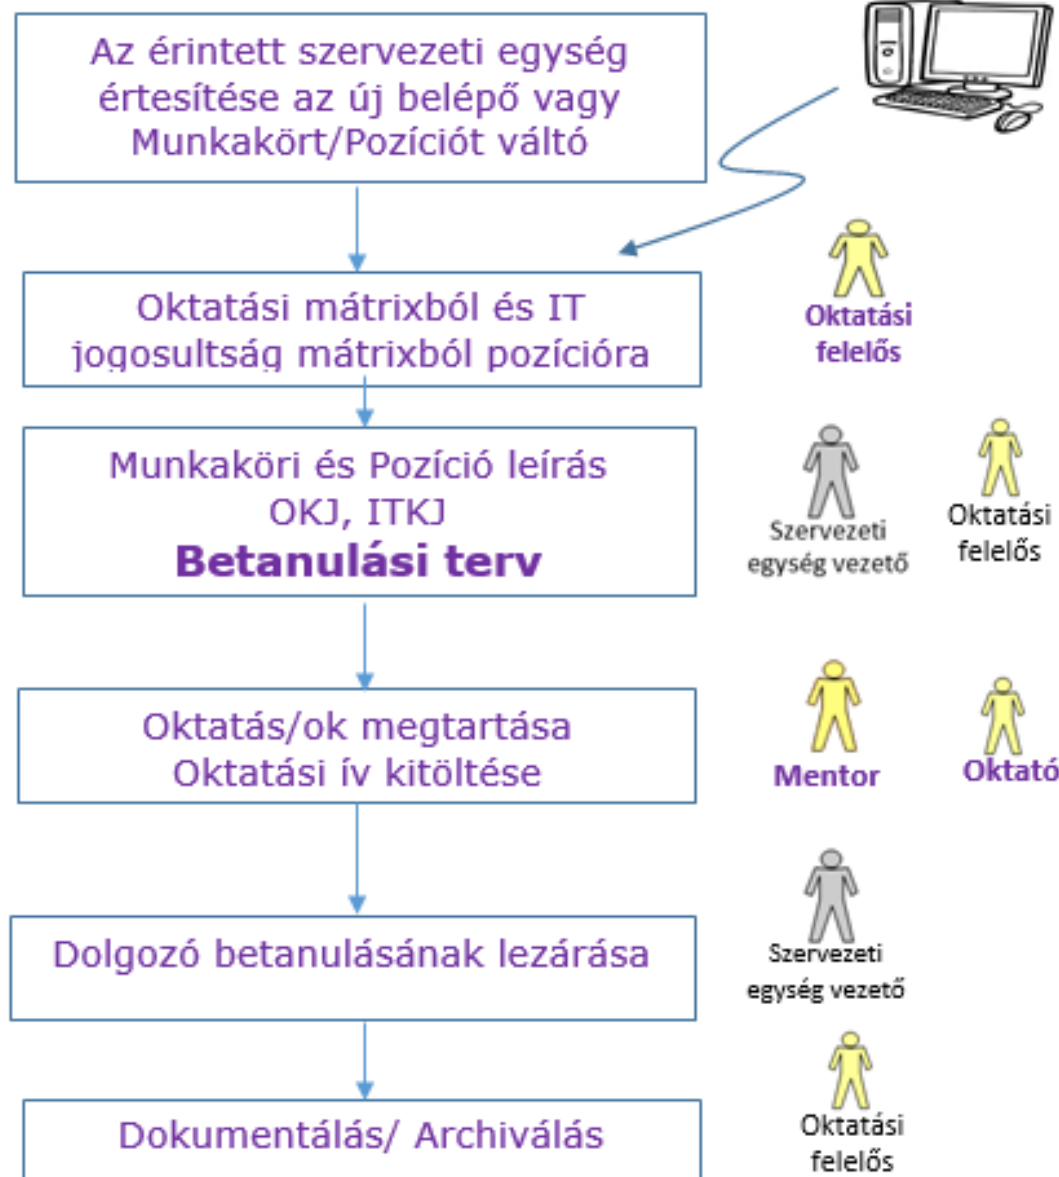 Az érintett szervezeti egység
értesítése az új belépő vagy
Munkakört/Pozíciót váltó
Oktatási mátrixból és IT
jogosultság mátrixból pozícióra
Oktatási
felelős
Munkaköri és Pozíció leírás
OKJ, ITKJ
Betanulási terv
Szervezeti
egység vezető
Oktatási
felelős
Oktatás/ok megtartása
Oktatási ív kitöltése
Mentor
Oktató
Dolgozó betanulásának lezárása
Szervezeti
egység vezető
Dokumentálás/ Archiválás
Oktatási
felelős